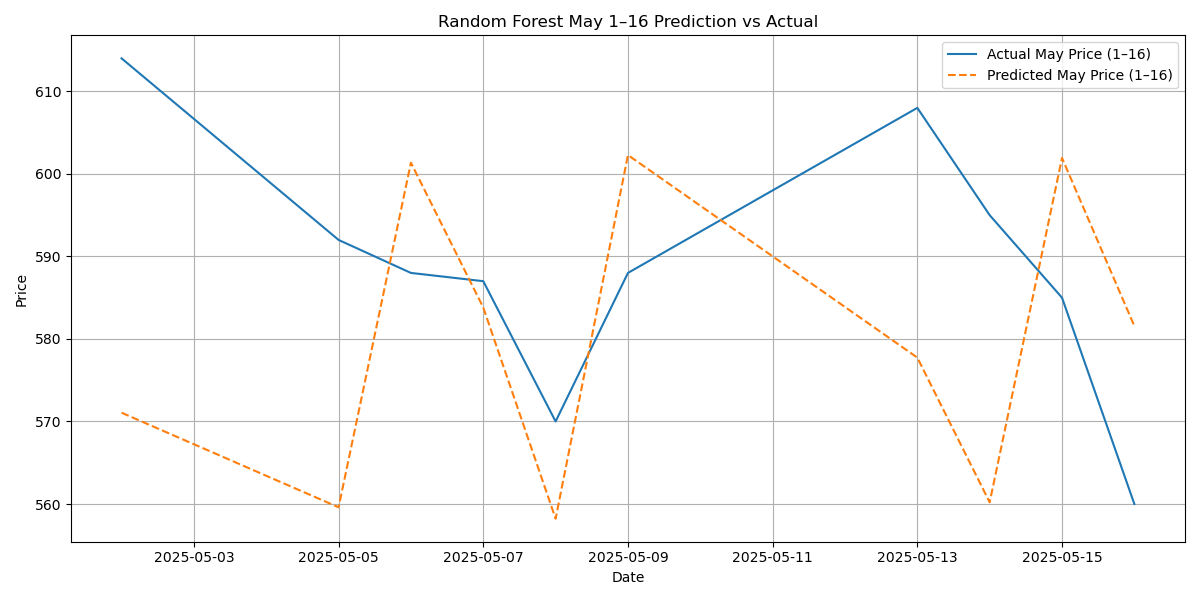 Random Forest May 1–16 Prediction vs Actual
Actual May Price (1–16)
Predicted May Price (1–16)
Price
610
600
590
580
570
560
2025-05-03
2025-05-05
2025-05-07
2025-05-09
2025-05-11
2025-05-13
2025-05-15
Date